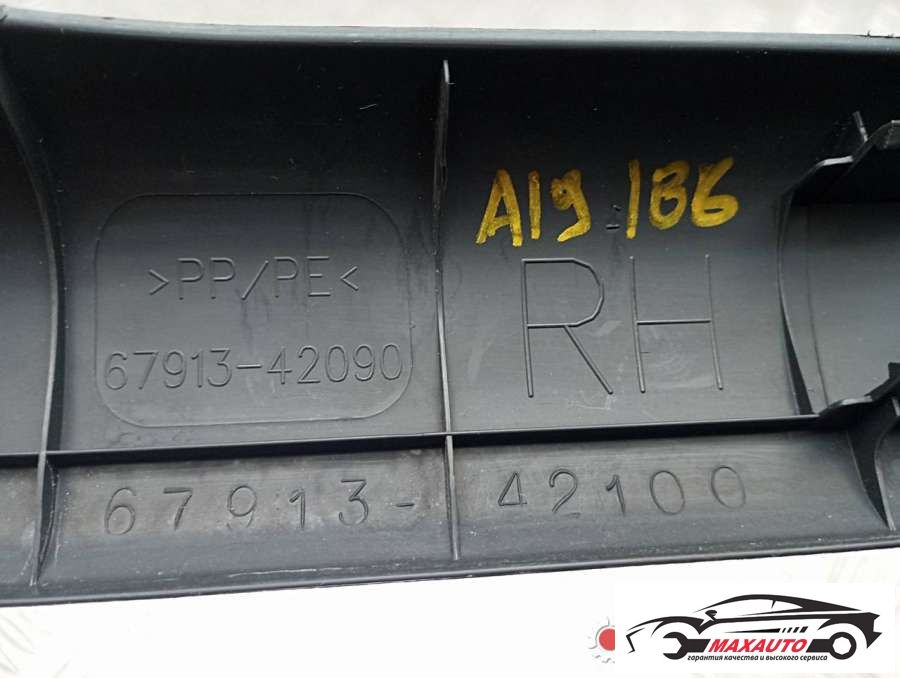 A19 186
>PP/PE<
RH
67913-42090
67913-42100
MAXAUTO
гарантия качества и высокого сервиса